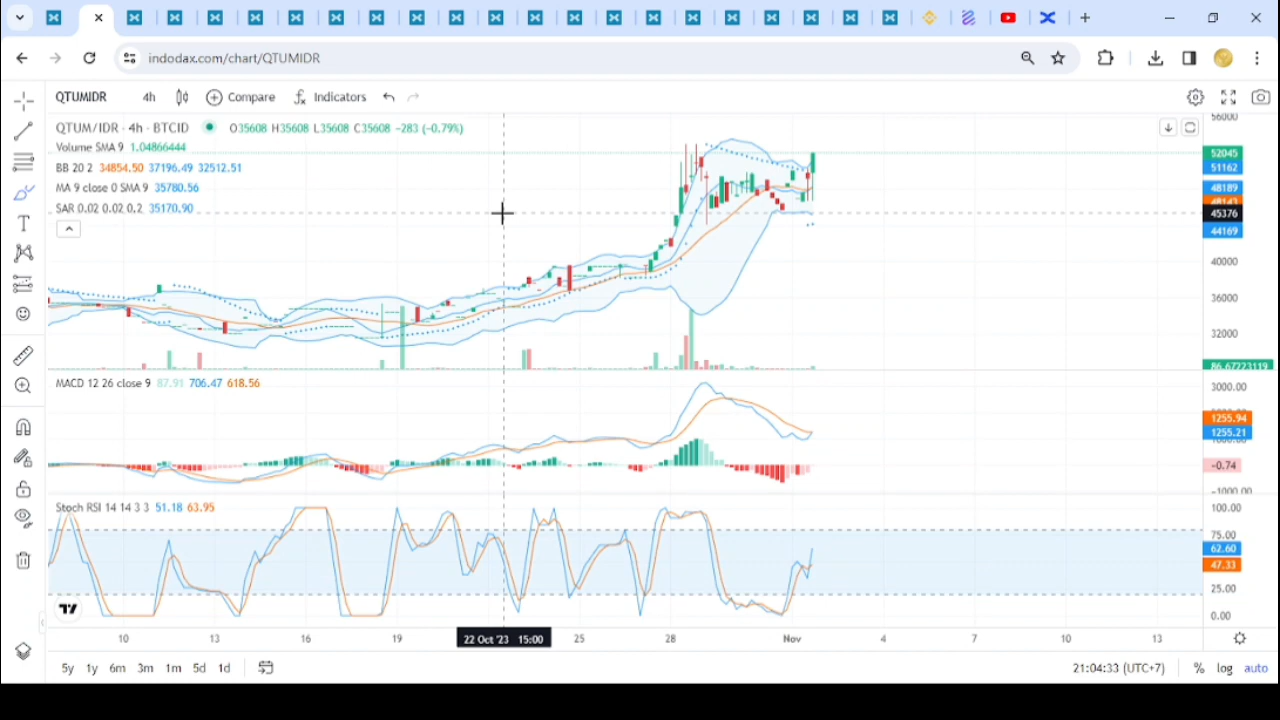 indodax.com/chart/QTUMIDR
QTUMIDR 4h Compare Indicators
QTUM/IDR · 4h · BTCID O35608 H35608 L35608 C35608 −283 (−0.79%)
Volume SMA 9 1.04866444
BB 20 2 34854.50 37196.49 32512.51
MA 9 close 0 SMA 9 35780.56
SAR 0.02 0.02 0.2 35170.90
56000
52045
51162
48189
45376
44169
40000
36000
32000
86.67223119
MACD 12 26 close 9 87.91 706.47 618.56
3000.00
1255.94
1255.21
−0.74
−1000.00
Stoch RSI 14 14 3 3 51.18 63.95
100.00
75.00
62.60
47.33
25.00
0.00
10 13 16 19 22 Oct '23 15:00 25 28 Nov 4 7 10 13
5y 1y 6m 3m 1m 5d 1d 21:04:33 (UTC+7) % log auto